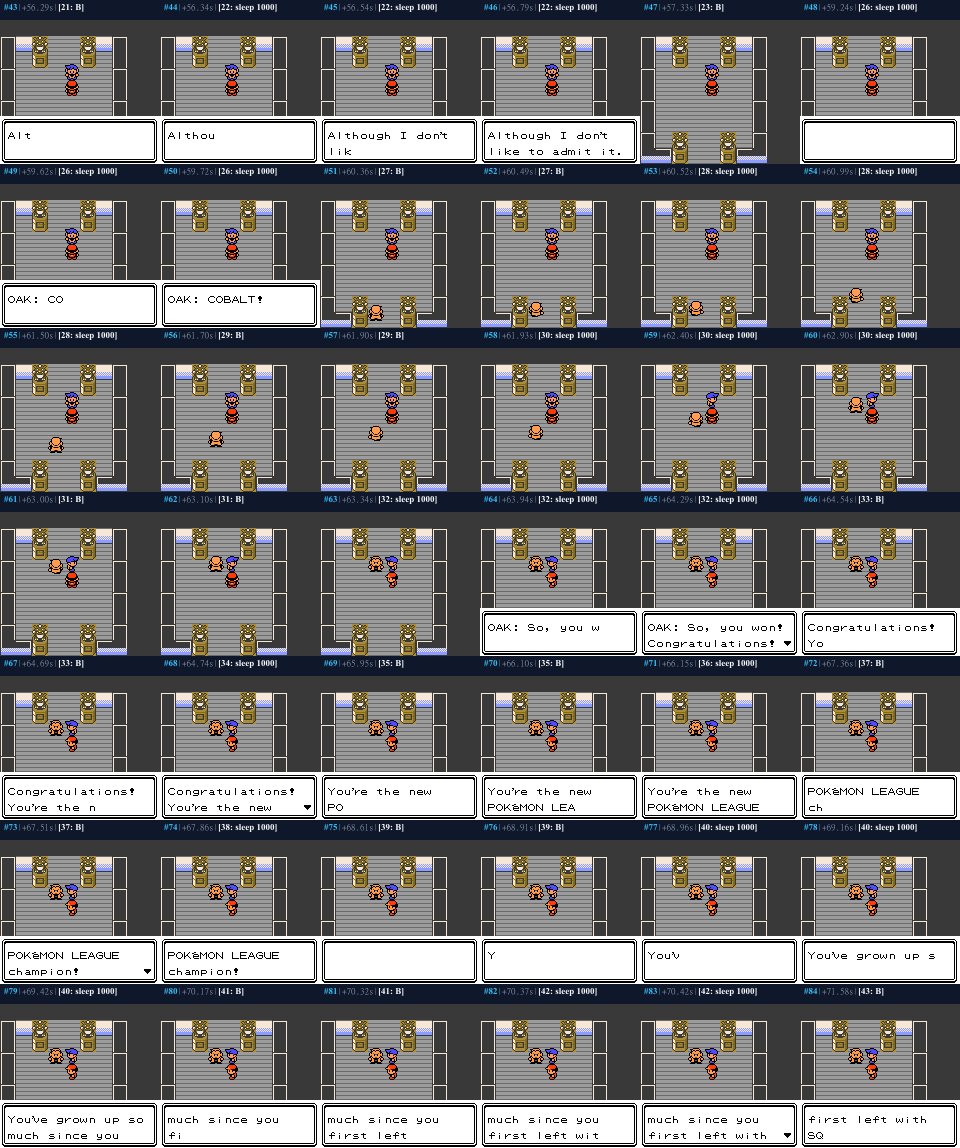 #43|+56.29s| [21: B]
#44|+56.34s| [22: sleep 1000]
#45|+56.54s| [22: sleep 1000]
#46|+56.79s| [22: sleep 1000]
#47|+57.33s| [23: B]
#48|+59.24s| [26: sleep 1000]
Alt
Althou
Although I don't
lik
Although I don't
like to admit it.
#49|+59.62s| [26: sleep 1000]
#50|+59.72s| [26: sleep 1000]
#51|+60.36s| [27: B]
#52|+60.49s| [27: B]
#53|+60.52s| [28: sleep 1000]
#54|+60.99s| [28: sleep 1000]
OAK: CO
OAK: COBALT!
#55|+61.50s| [28: sleep 1000]
#56|+61.70s| [29: B]
#57|+61.90s| [29: B]
#58|+61.93s| [30: sleep 1000]
#59|+62.40s| [30: sleep 1000]
#60|+62.90s| [30: sleep 1000]
#61|+63.00s| [31: B]
#62|+63.10s| [31: B]
#63|+63.34s| [32: sleep 1000]
#64|+63.94s| [32: sleep 1000]
#65|+64.29s| [32: sleep 1000]
#66|+64.54s| [33: B]
OAK: So, you w
OAK: So, you won!
Congratulations!
Congratulations!
Yo
#67|+64.69s| [33: B]
#68|+64.74s| [34: sleep 1000]
#69|+65.95s| [35: B]
#70|+66.10s| [35: B]
#71|+66.15s| [36: sleep 1000]
#72|+67.36s| [37: B]
Congratulations!
You're the n
Congratulations!
You're the new
You're the new
PO
You're the new
POKéMON LEA
You're the new
POKéMON LEAGUE
POKéMON LEAGUE
ch
#73|+67.51s| [37: B]
#74|+67.86s| [38: sleep 1000]
#75|+68.61s| [39: B]
#76|+68.91s| [39: B]
#77|+68.96s| [40: sleep 1000]
#78|+69.16s| [40: sleep 1000]
POKéMON LEAGUE
champion!
POKéMON LEAGUE
champion!
Y
You'v
You've grown up s
#79|+69.42s| [40: sleep 1000]
#80|+70.17s| [41: B]
#81|+70.32s| [41: B]
#82|+70.37s| [42: sleep 1000]
#83|+70.42s| [42: sleep 1000]
#84|+71.58s| [43: B]
You've grown up so
much since you
much since you
fi
much since you
first left
much since you
first left wit
much since you
first left with
first left with
SQ